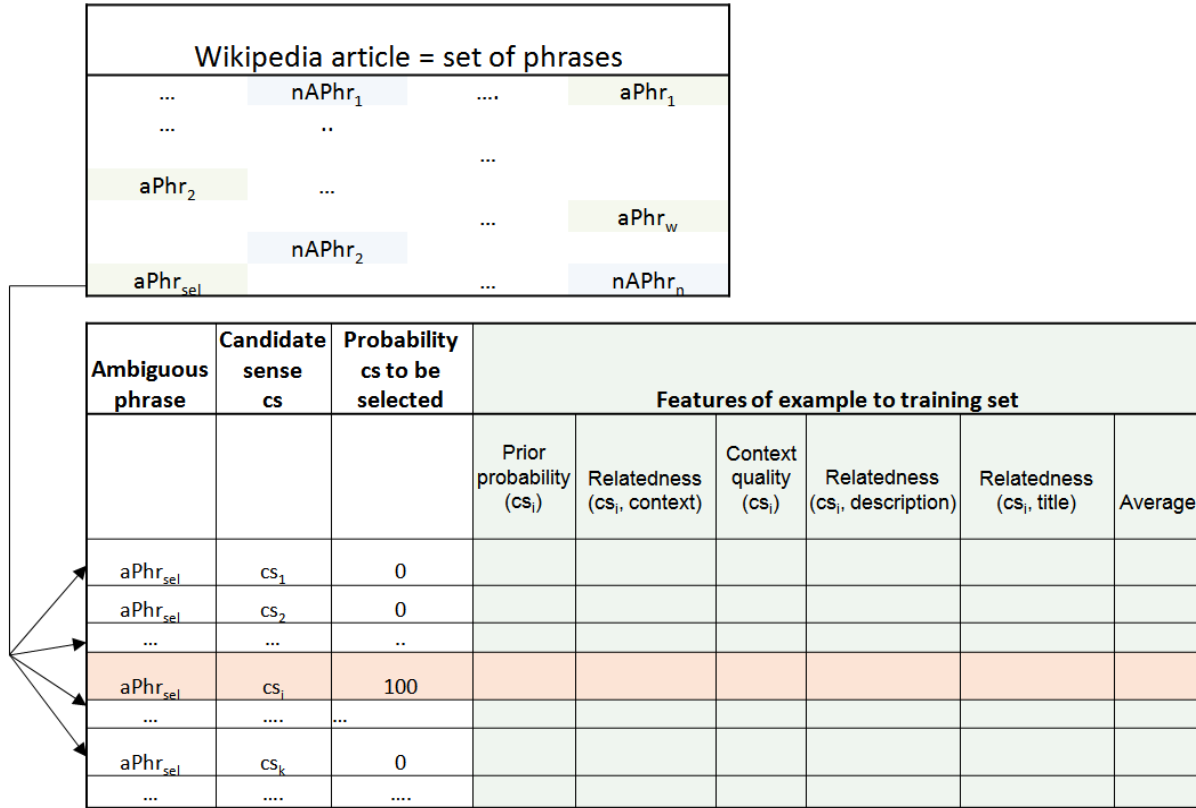 Wikipedia article = set of phrases
... nAPhr1 .... aPhr1
... ..
...
aPhr2 ...
... aPhrw
nAPhr2
aPhrsel ... nAPhrn
Ambiguous phrase Candidate sense cs Probability cs to be selected Features of example to training set
Prior probability (csi) Relatedness (csi, context) Context quality (csi) Relatedness (csi, description) Relatedness (csi, title) Average
aPhrsel cs1 0
aPhrsel cs2 0
... ... ..
aPhrsel csi 100
... .... ...
aPhrsel csk 0
... .... ....